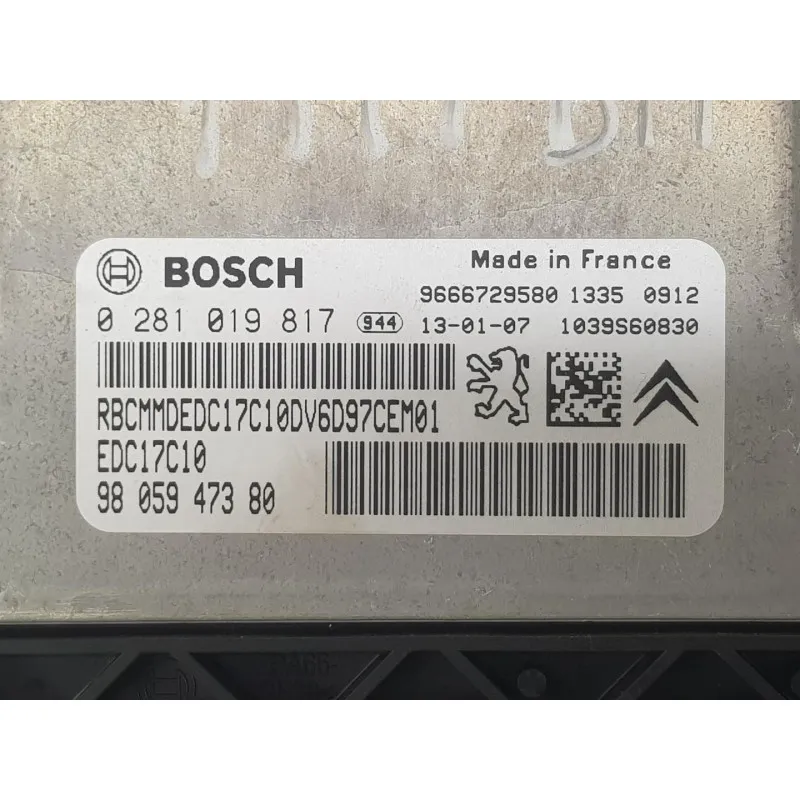 BOSCH
Made in France
9666729580 1335 0912
0 281 019 817 944 13-01-07 1039S60830
RBCMMDEDC17C10DV6D97CEM01
EDC17C10
98 059 473 80